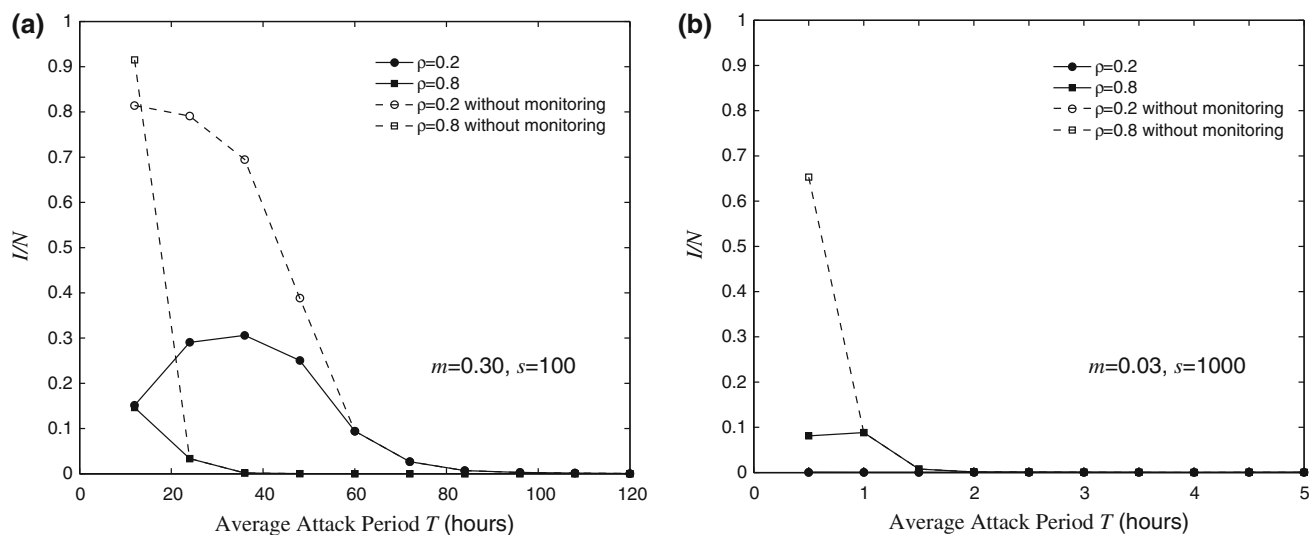 (a)
1
0.9
0.8
0.7
0.6
0.5
0.4
0.3
0.2
0.1
0
I/N
ρ=0.2
ρ=0.8
ρ=0.2 without monitoring
ρ=0.8 without monitoring
m=0.30, s=100
0 20 40 60 80 100 120
Average Attack Period T (hours)
(b)
1
0.9
0.8
0.7
0.6
0.5
0.4
0.3
0.2
0.1
0
I/N
ρ=0.2
ρ=0.8
ρ=0.2 without monitoring
ρ=0.8 without monitoring
m=0.03, s=1000
0 1 2 3 4 5
Average Attack Period T (hours)